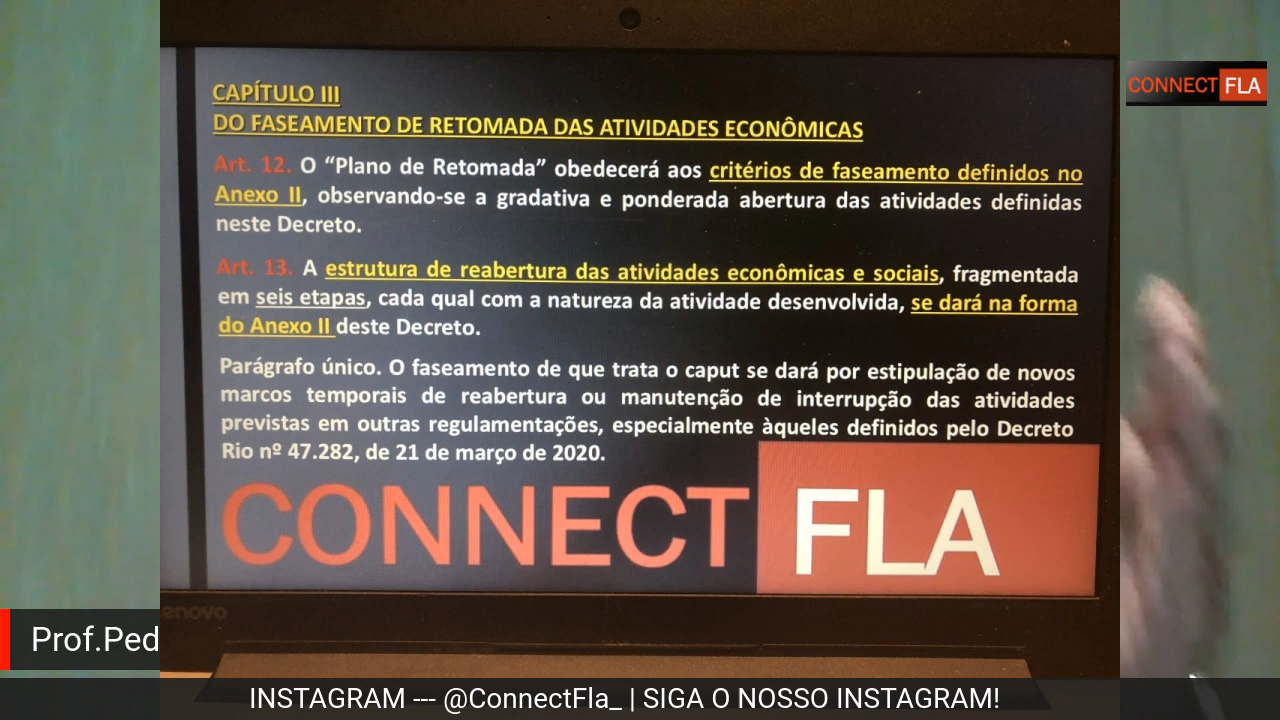 CAPÍTULO III
DO FASEAMENTO DE RETOMADA DAS ATIVIDADES ECONÔMICAS
Art. 12. O “Plano de Retomada” obedecerá aos critérios de faseamento definidos no
Anexo II, observando-se a gradativa e ponderada abertura das atividades definidas
neste Decreto.
Art. 13. A estrutura de reabertura das atividades econômicas e sociais, fragmentada
em seis etapas, cada qual com a natureza da atividade desenvolvida, se dará na forma
do Anexo II deste Decreto.
Parágrafo único. O faseamento de que trata o caput se dará por estipulação de novos
marcos temporais de reabertura ou manutenção de interrupção das atividades
previstas em outras regulamentações, especialmente àqueles definidos pelo Decreto
Rio nº 47.282, de 21 de março de 2020.
CONNECT FLA
CONNECT FLA
lenovo
Prof.Ped
INSTAGRAM --- @ConnectFla_ | SIGA O NOSSO INSTAGRAM!